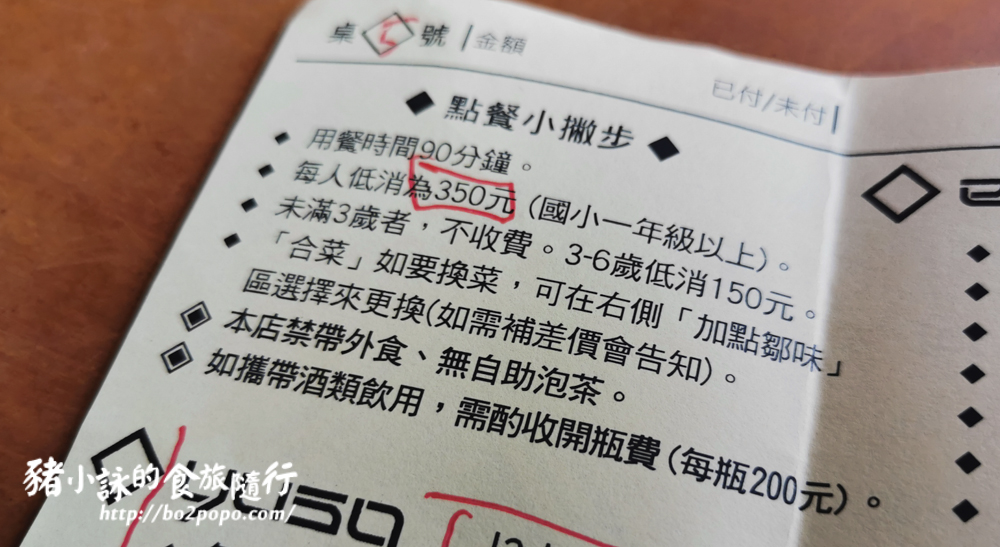 桌5號 | 金額
已付/未付 |
◆ 點餐小撇步 ◆
◆ 用餐時間90分鐘。
◆ 每人低消為350元 (國小一年級以上)。
◆ 未滿3歲者,不收費。3-6歲低消150元。
◆ 「合菜」如要換菜,可在右側「加點鄒味」
區選擇來更換(如需補差價會告知)。
▣ 本店禁帶外食、無自助泡茶。
▣ 如攜帶酒類飲用,需酌收開瓶費 (每瓶200元)。
豬小詠的食旅隨行
http://bo2popo.com/